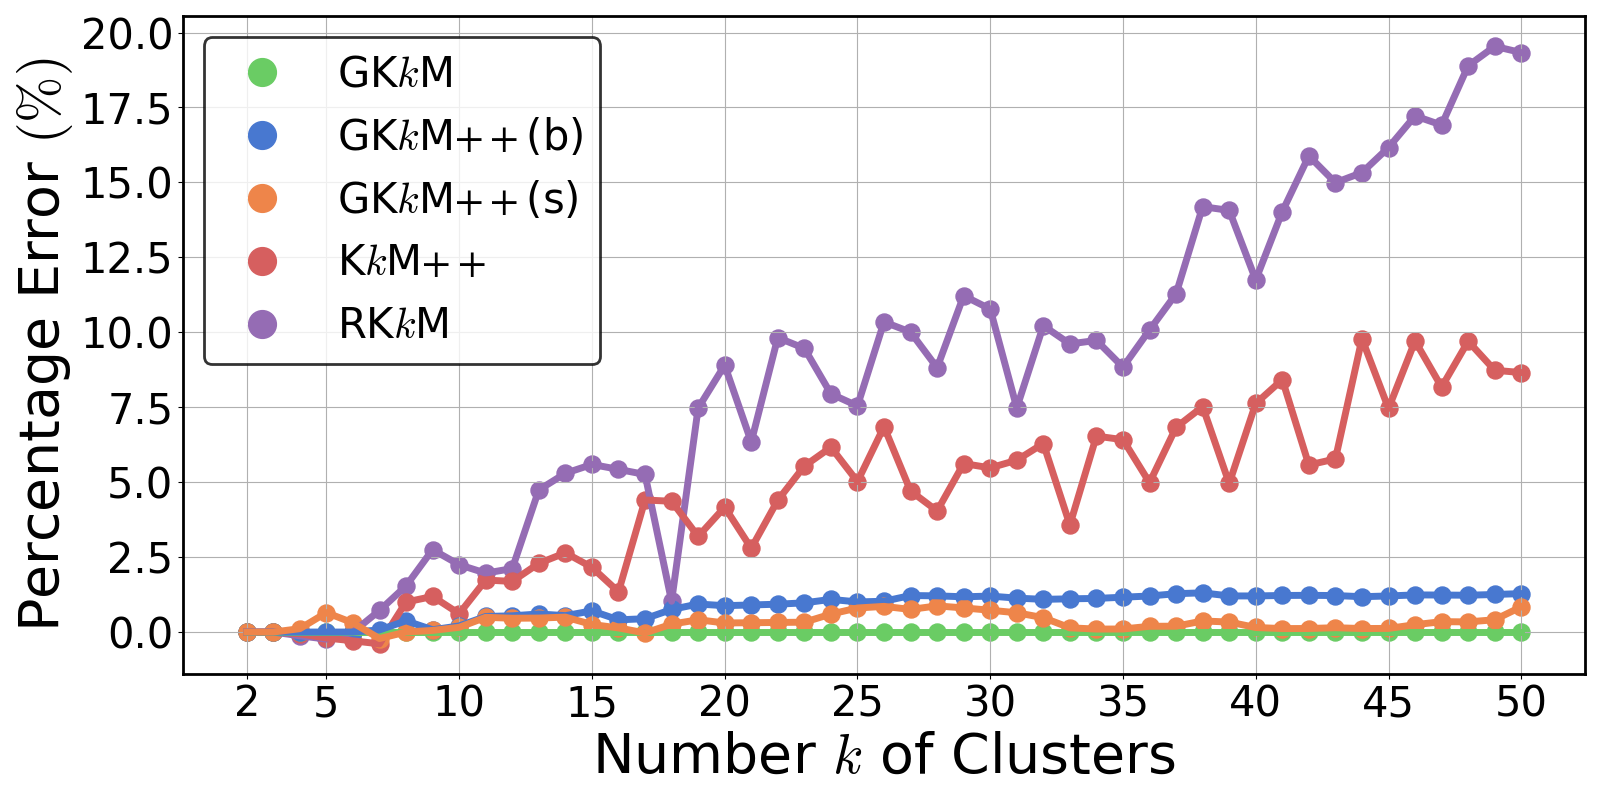 Percentage Error (%)
20.0
17.5
15.0
12.5
10.0
7.5
5.0
2.5
0.0
GKkM
GKkM++(b)
GKkM++(s)
KkM++
RKkM
2 5 10 15 20 25 30 35 40 45 50
Number k of Clusters